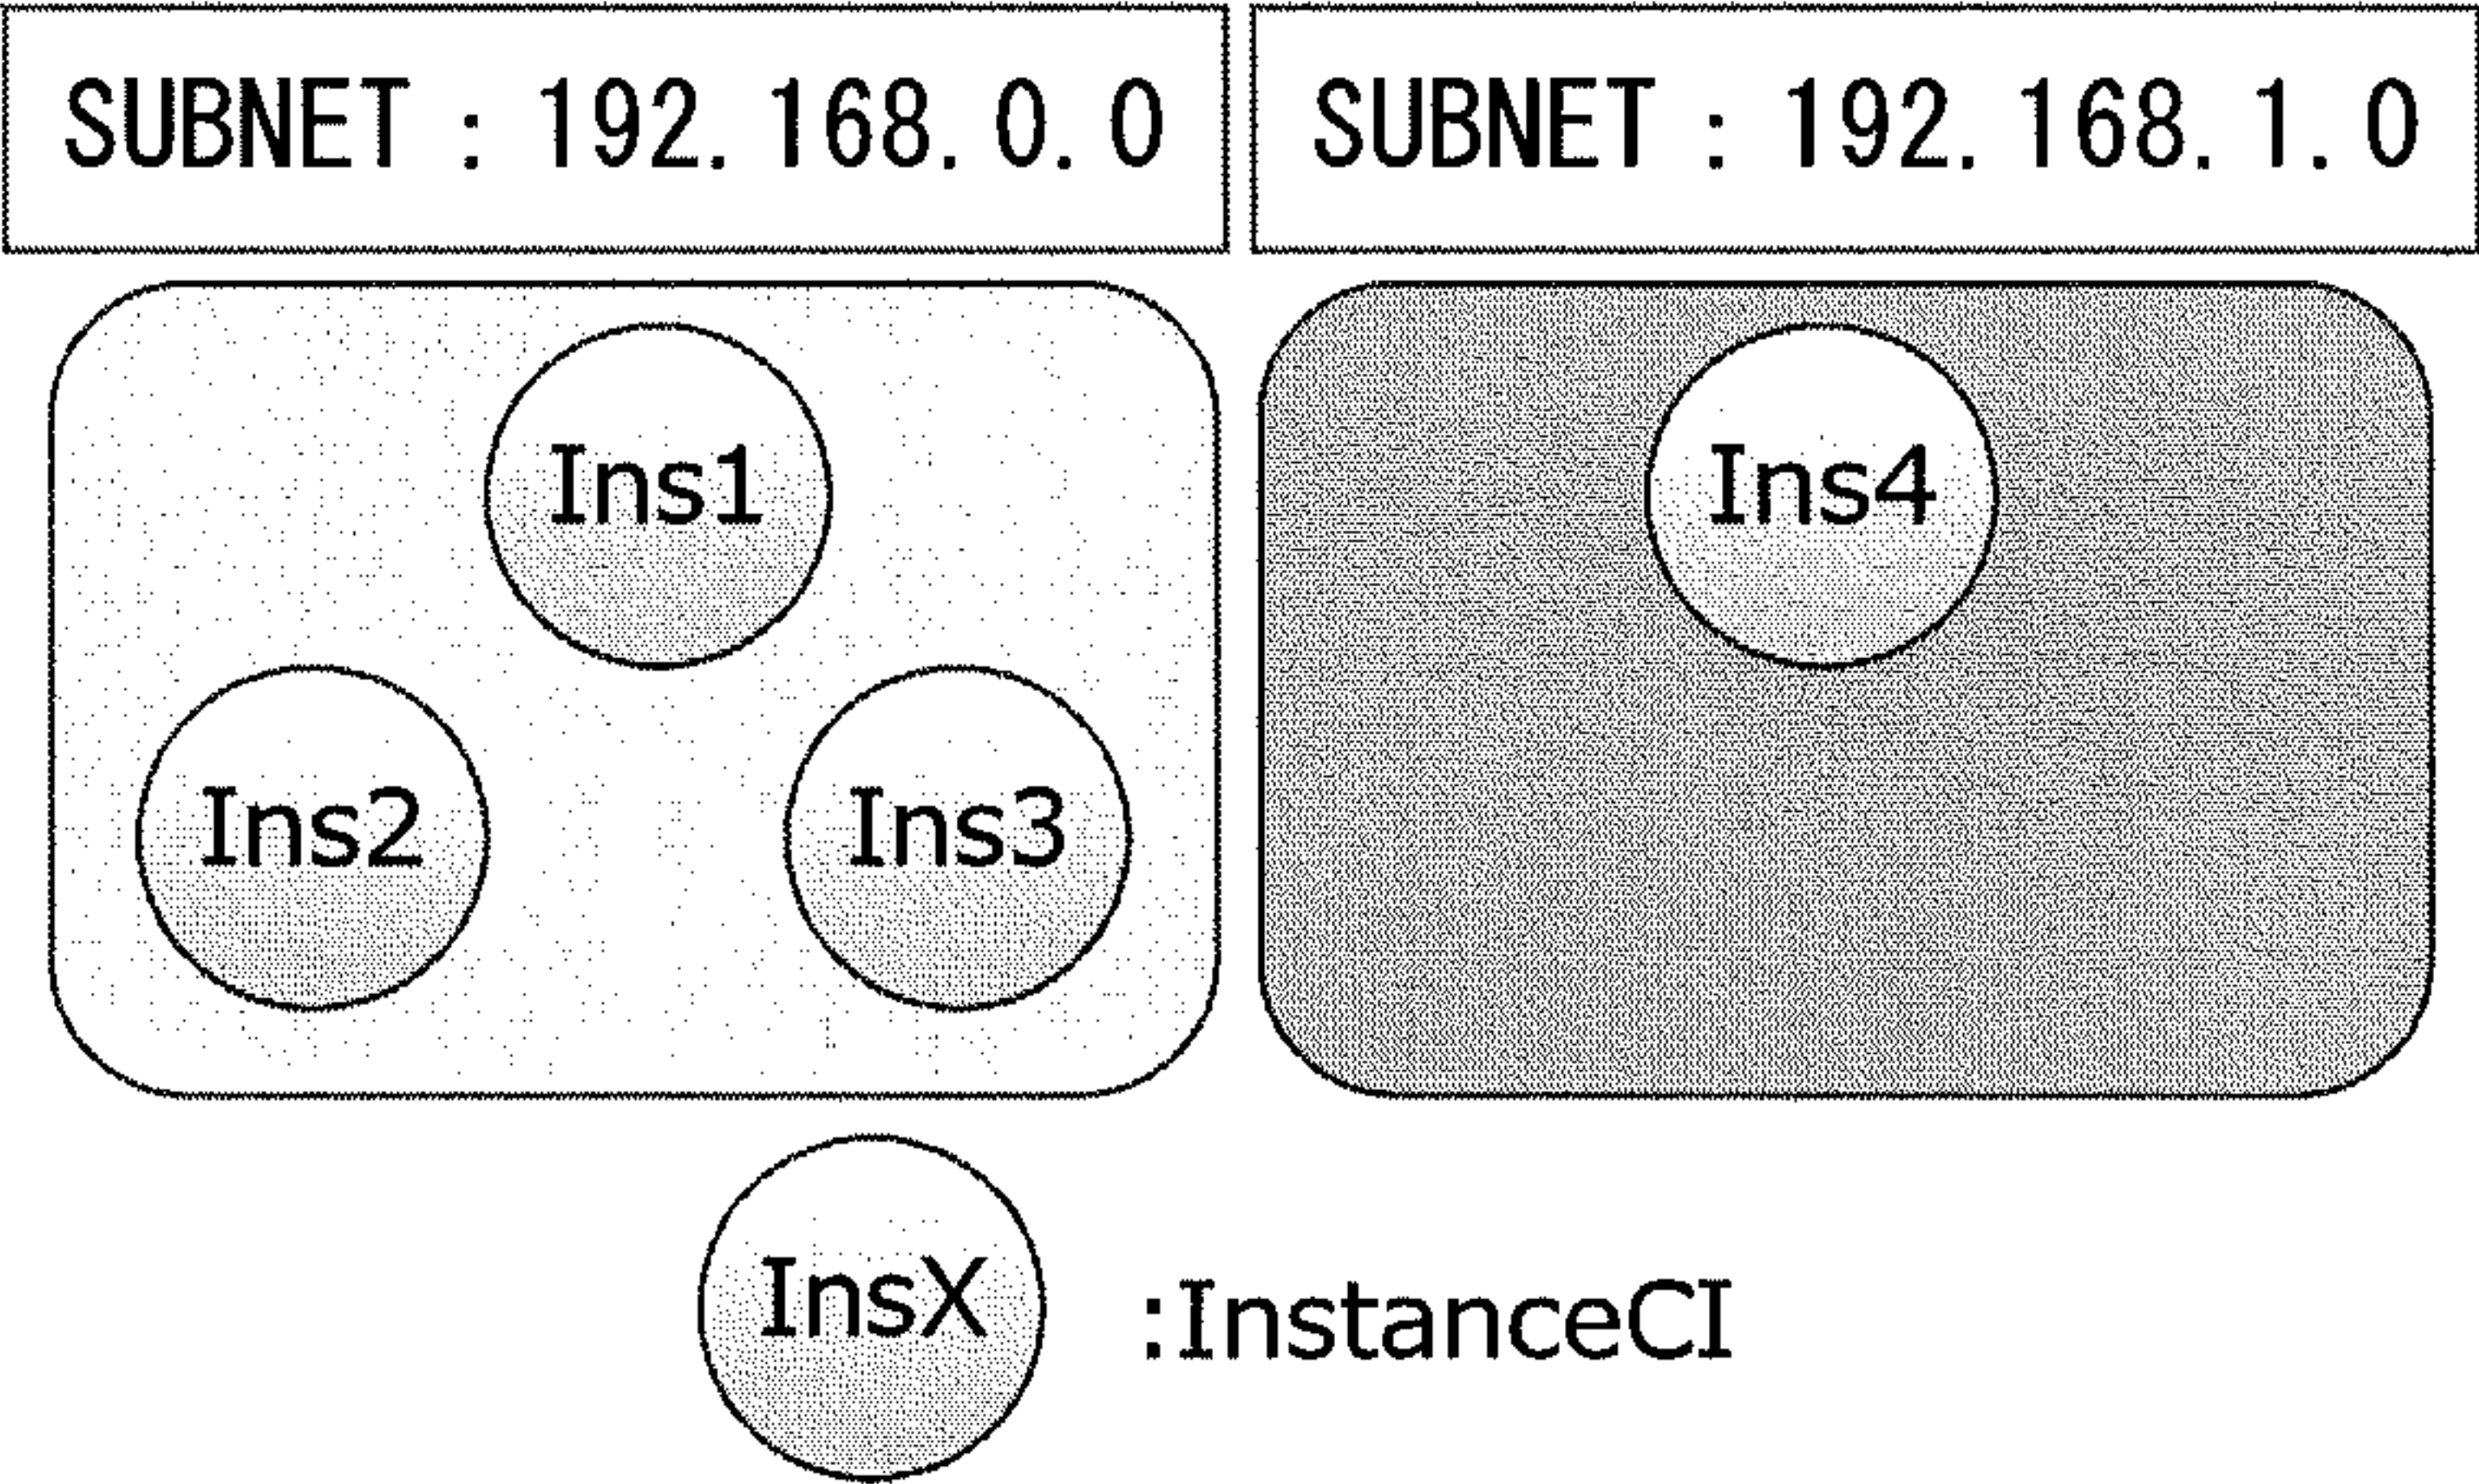 SUBNET : 192.168.0.0
SUBNET : 192.168.1.0
Ins1
Ins4
Ins2
Ins3
InsX
:InstanceCI